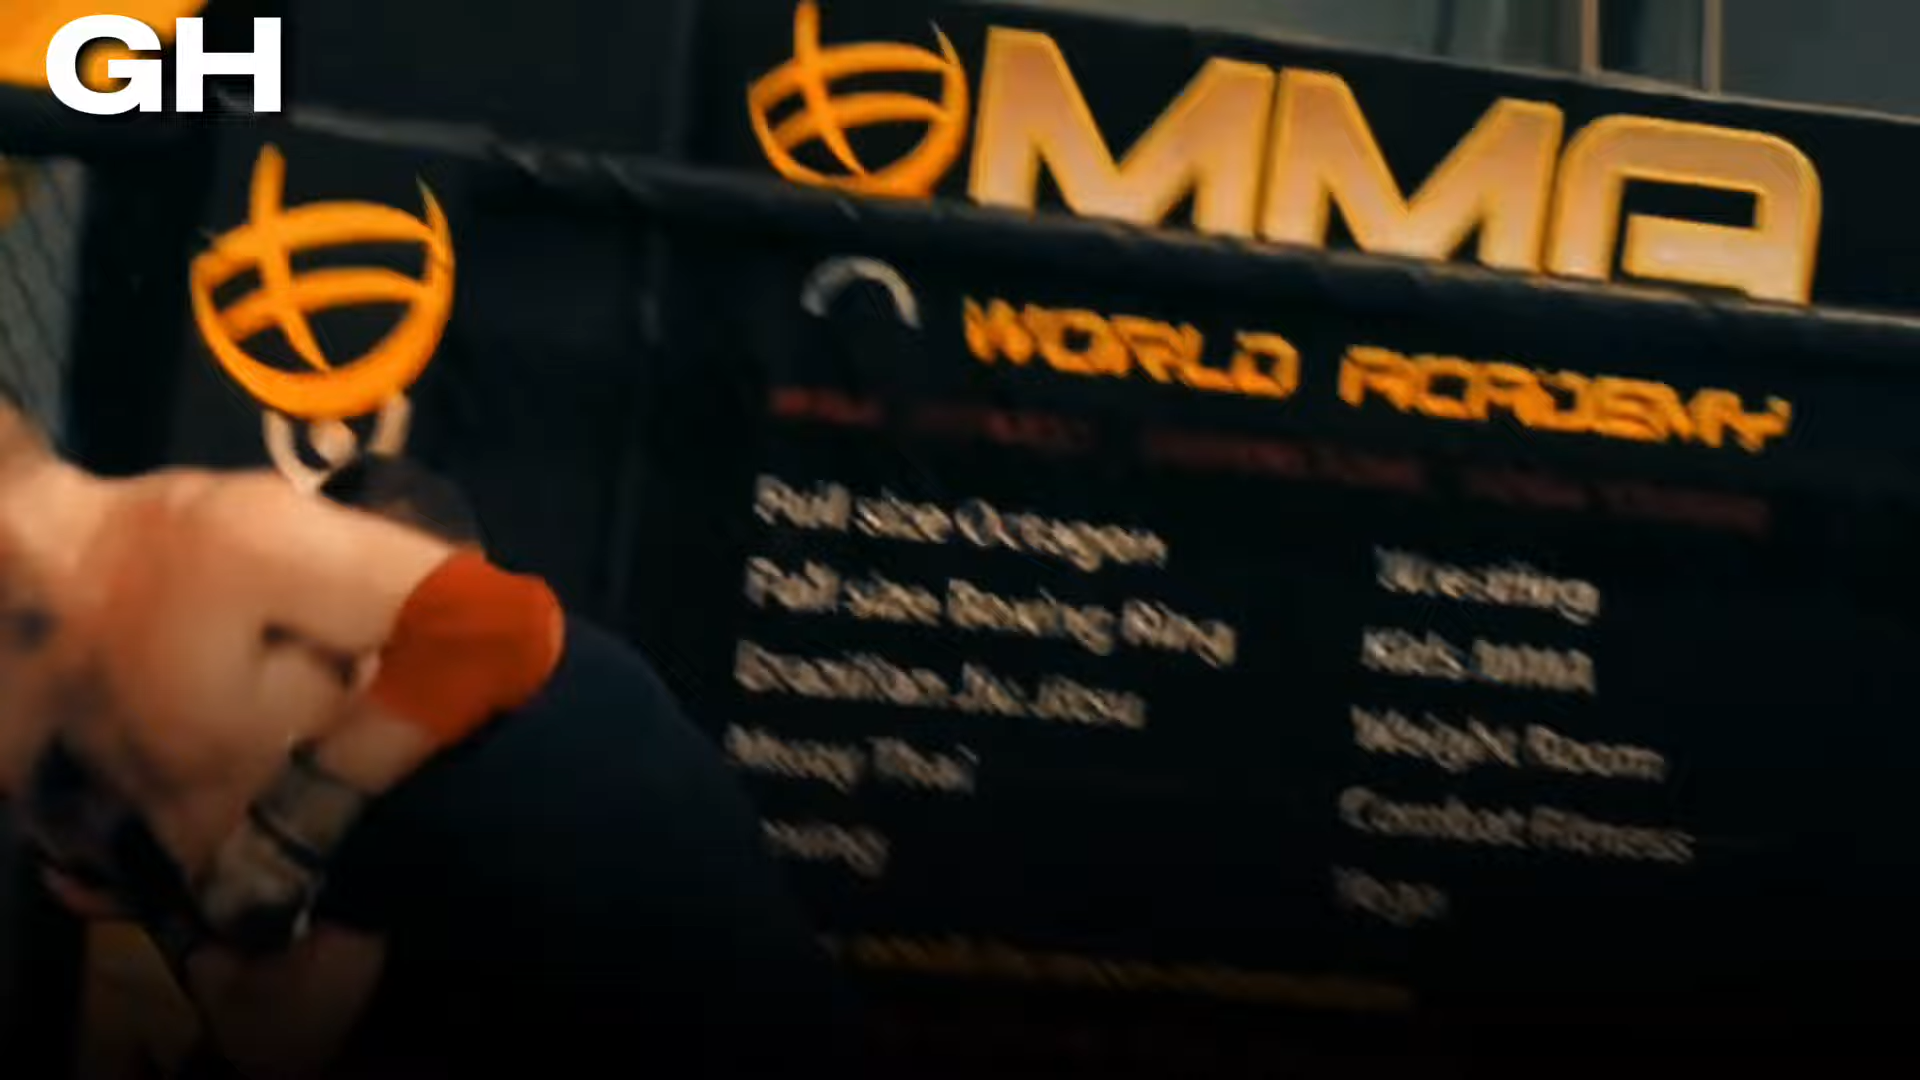 GH
MMA
WORLD ACADEMY
Full size Octagon
Full size Boxing Ring
Brazilian Jiu Jitsu
Muay Thai
Wrestling
Kids MMA
Weight Room
Combat Fitness
Yoga